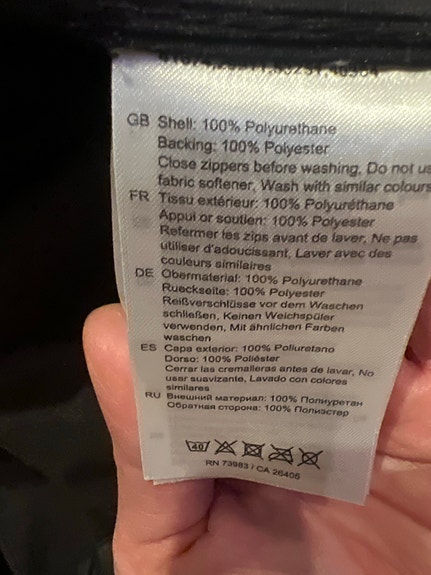 GB Shell: 100% Polyurethane
Backing: 100% Polyester
Close zippers before washing, Do not us
fabric softener, Wash with similar colours
FR Tissu extérieur: 100% Polyuréthane
Appui or soutien: 100% Polyester
Refermer les zips avant de laver, Ne pas
utiliser d'adoucissant, Laver avec des
couleurs similaires
DE Obermaterial: 100% Polyurethane
Rueckseite: 100% Polyester
Reißverschlüsse vor dem Waschen
schließen, Keinen Weichspüler
verwenden, Mit ähnlichen Farben
waschen
ES Capa exterior: 100% Poliuretano
Dorso: 100% Poliéster
Cerrar las cremalleras antes de lavar, No
usar suavizante, Lavado con colores
similares
RU Внешний материал: 100% Полиуретан
Обратная сторона: 100% Полиэстер
40
RN 73983 / CA 26405